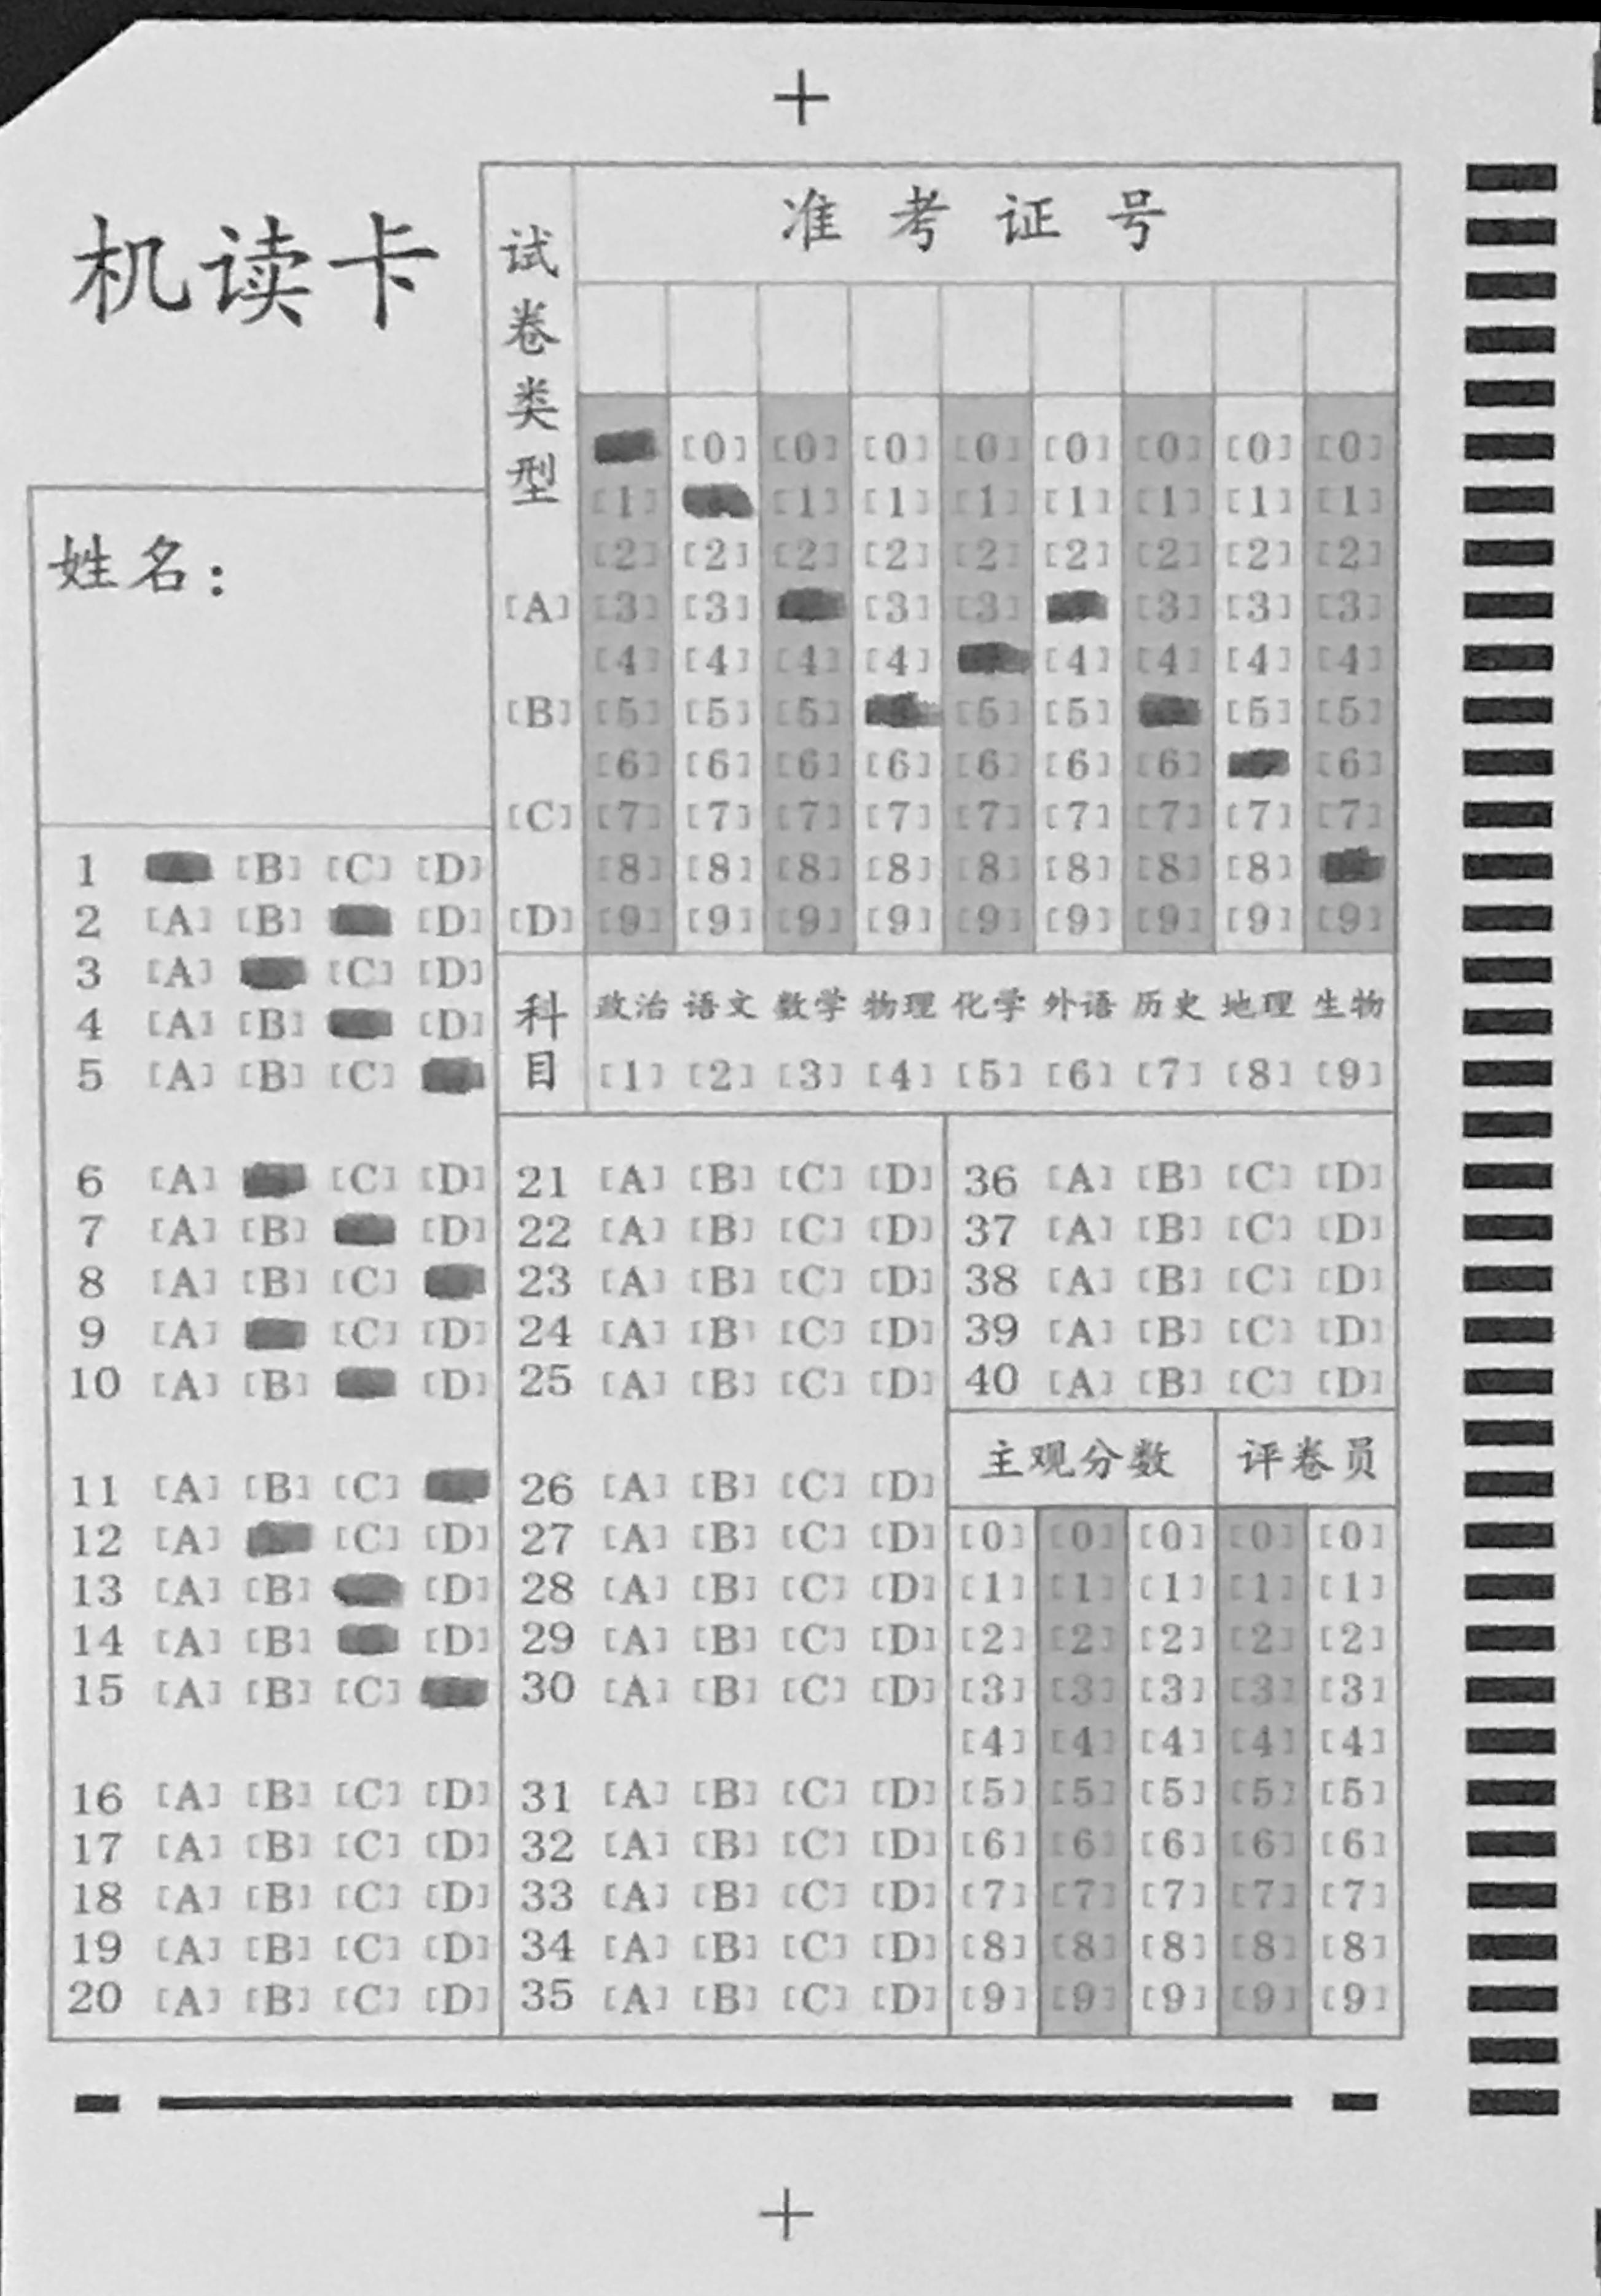 机读卡
试卷类型
准考证号
姓名：
[0] [0] [0] [0] [0] [0] [0] [0]
[1] [1] [1] [1] [1] [1] [1] [1]
[2] [2] [2] [2] [2] [2] [2] [2] [2]
[A] [3] [3] [3] [3] [3] [3] [3]
[4] [4] [4] [4] [4] [4] [4] [4]
[B] [5] [5] [5] [5] [5] [5] [5]
[6] [6] [6] [6] [6] [6] [6] [6]
[C] [7] [7] [7] [7] [7] [7] [7] [7] [7]
[8] [8] [8] [8] [8] [8] [8] [8]
[D] [9] [9] [9] [9] [9] [9] [9] [9] [9]
科目
政治 语文 数学 物理 化学 外语 历史 地理 生物
[1] [2] [3] [4] [5] [6] [7] [8] [9]
1 [B] [C] [D]
2 [A] [B] [D]
3 [A] [C] [D]
4 [A] [B] [D]
5 [A] [B] [C]
6 [A] [C] [D]
7 [A] [B] [D]
8 [A] [B] [C]
9 [A] [C] [D]
10 [A] [B] [D]
11 [A] [B] [C]
12 [A] [C] [D]
13 [A] [B] [D]
14 [A] [B] [D]
15 [A] [B] [C]
16 [A] [B] [C] [D]
17 [A] [B] [C] [D]
18 [A] [B] [C] [D]
19 [A] [B] [C] [D]
20 [A] [B] [C] [D]
21 [A] [B] [C] [D]
22 [A] [B] [C] [D]
23 [A] [B] [C] [D]
24 [A] [B] [C] [D]
25 [A] [B] [C] [D]
26 [A] [B] [C] [D]
27 [A] [B] [C] [D]
28 [A] [B] [C] [D]
29 [A] [B] [C] [D]
30 [A] [B] [C] [D]
31 [A] [B] [C] [D]
32 [A] [B] [C] [D]
33 [A] [B] [C] [D]
34 [A] [B] [C] [D]
35 [A] [B] [C] [D]
36 [A] [B] [C] [D]
37 [A] [B] [C] [D]
38 [A] [B] [C] [D]
39 [A] [B] [C] [D]
40 [A] [B] [C] [D]
主观分数 评卷员
[0] [0] [0] [0] [0]
[1] [1] [1] [1] [1]
[2] [2] [2] [2] [2]
[3] [3] [3] [3] [3]
[4] [4] [4] [4] [4]
[5] [5] [5] [5] [5]
[6] [6] [6] [6] [6]
[7] [7] [7] [7] [7]
[8] [8] [8] [8] [8]
[9] [9] [9] [9] [9]